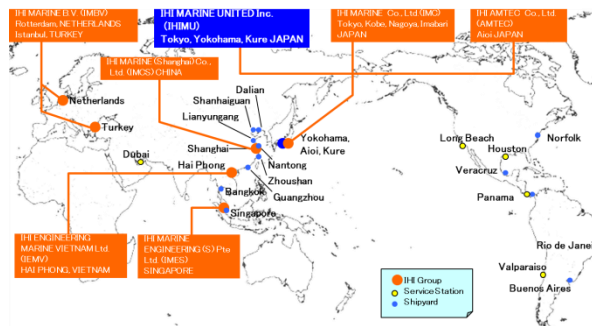 IHI MARINE B.V. (IMBV)
Rotterdam, NETHERLANDS
Istanbul, TURKEY
IHI MARINE UNITED Inc.
(IHIMU)
Tokyo, Yokohama, Kure JAPAN
IHI MARINE Co., Ltd.(IMC)
Tokyo, Kobe, Nagoya, Imabari
JAPAN
IHI AMTEC Co., Ltd.
(AMTEC)
Aioi JAPAN
IHI MARINE (Shanghai) Co.,
Ltd. (IMCS) CHINA
Dalian
Shanhaiguan
Lianyungang
Netherlands
Turkey
Dubai
Shanghai
Hai Phong
Yokohama,
Aioi, Kure
Nantong
Zhoushan
Guangzhou
Bangkok
Singapore
Long Beach
Houston
Norfolk
Veracruz
Panama
Rio de Janei
Valparaiso
Buenos Aires
IHI ENGINEERING
MARINE VIETNAM Ltd.
(IEMV)
HAI PHONG, VIETNAM
IHI MARINE
ENGINEERING (S) Pte
Ltd. (IMES)
SINGAPORE
IHI Group
Service Station
Shipyard